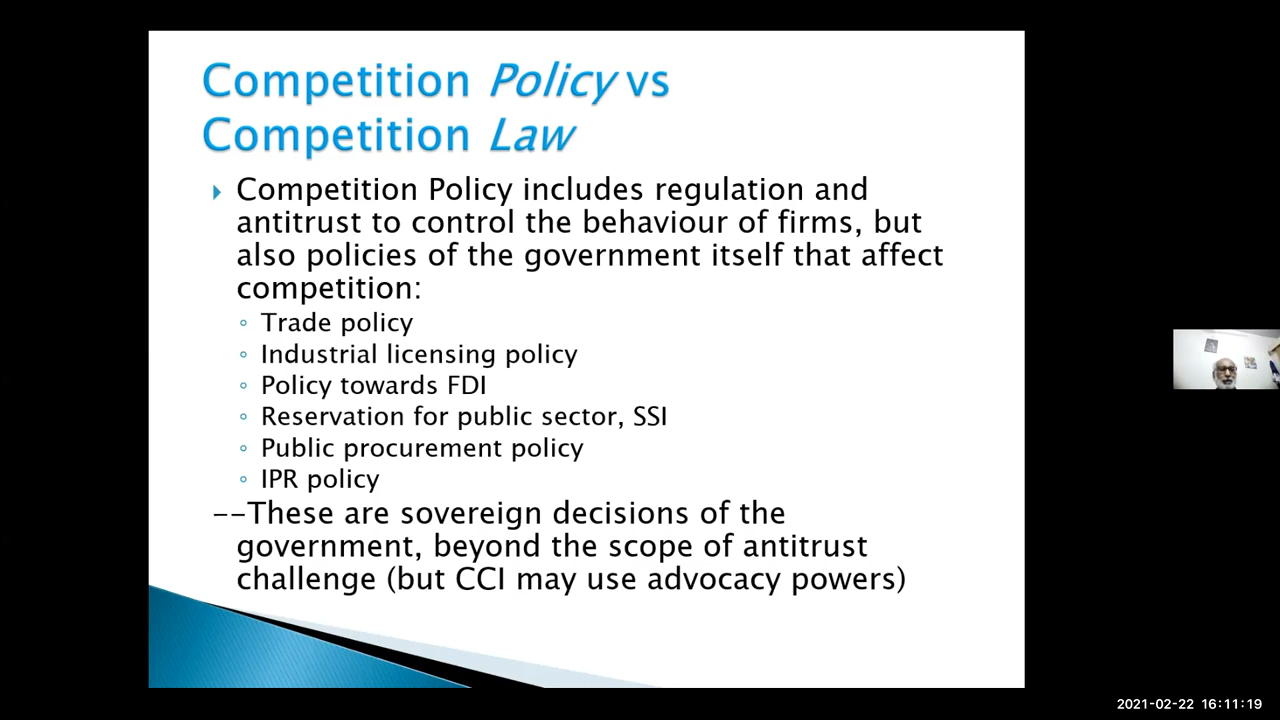 Competition Policy vs
Competition Law
Competition Policy includes regulation and
antitrust to control the behaviour of firms, but
also policies of the government itself that affect
competition:
Trade policy
Industrial licensing policy
Policy towards FDI
Reservation for public sector, SSI
Public procurement policy
IPR policy
--These are sovereign decisions of the
government, beyond the scope of antitrust
challenge (but CCI may use advocacy powers)
2021-02-22 16:11:19